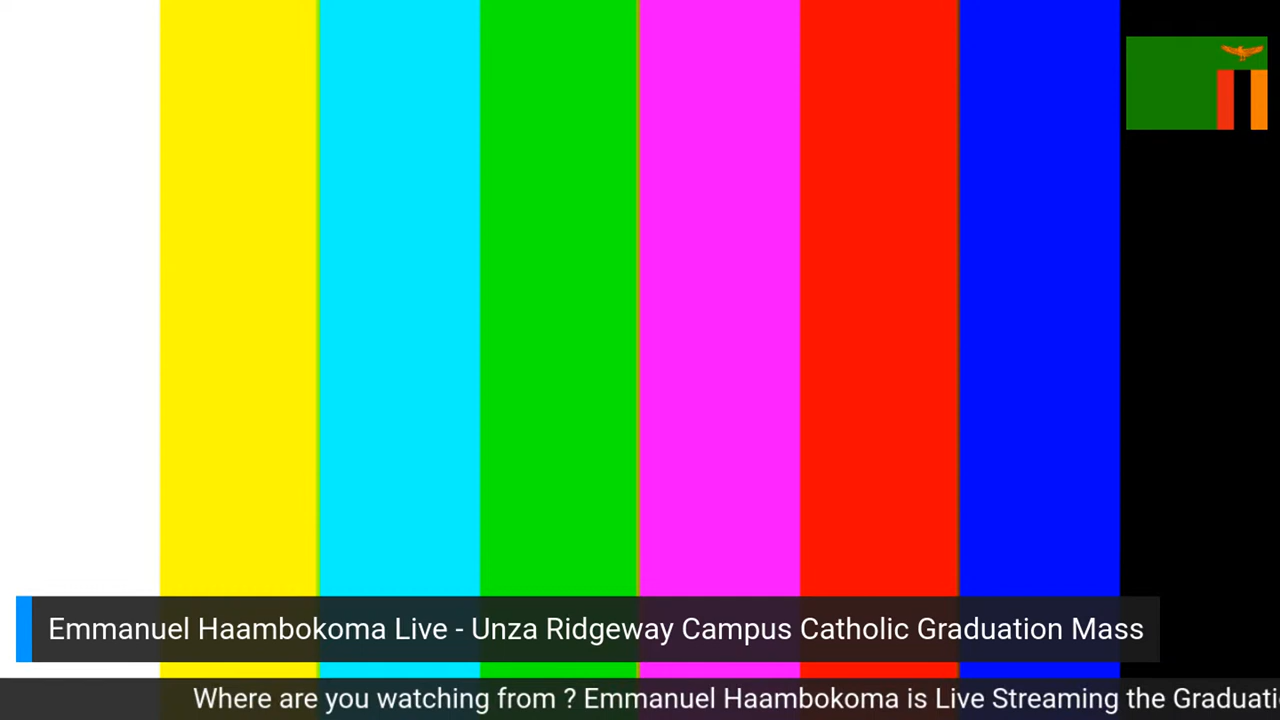 Emmanuel Haambokoma Live - Unza Ridgeway Campus Catholic Graduation Mass
Where are you watching from ? Emmanuel Haambokoma is Live Streaming the Graduati